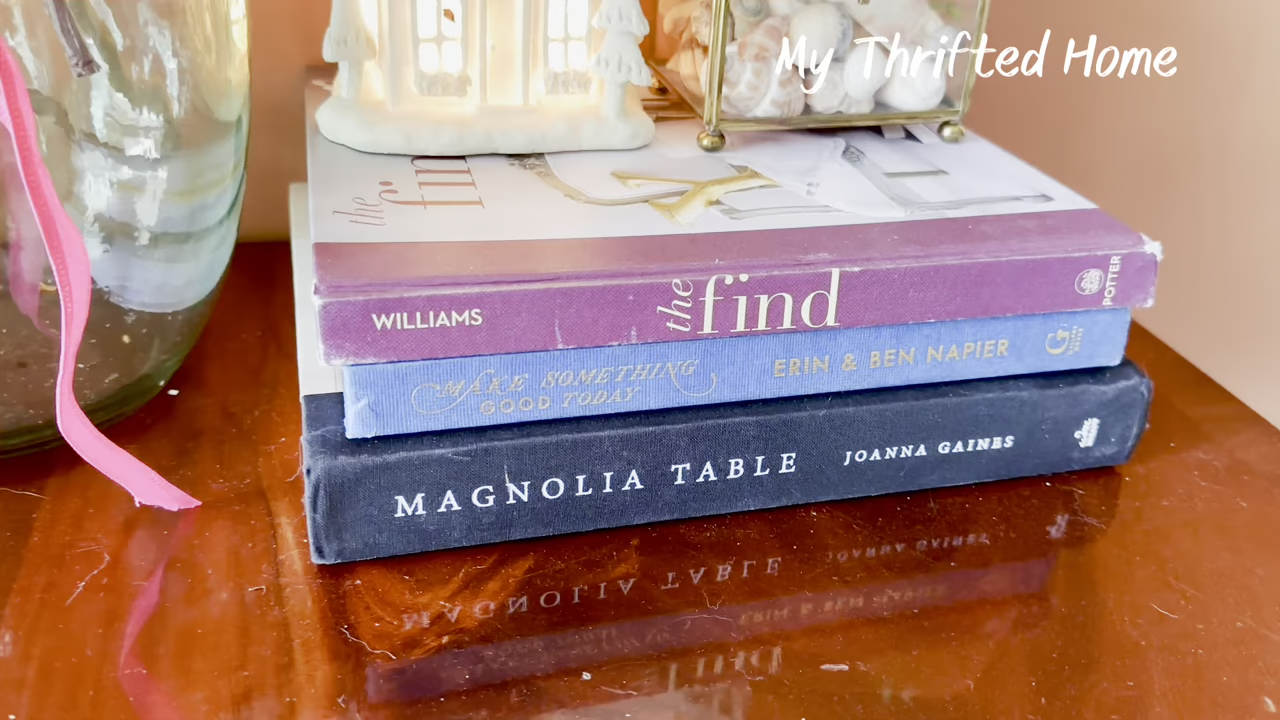 My Thrifted Home
the fin
WILLIAMS the find POTTER
MAKE SOMETHING
GOOD TODAY
ERIN & BEN NAPIER
G
MAGNOLIA TABLE JOANNA GAINES